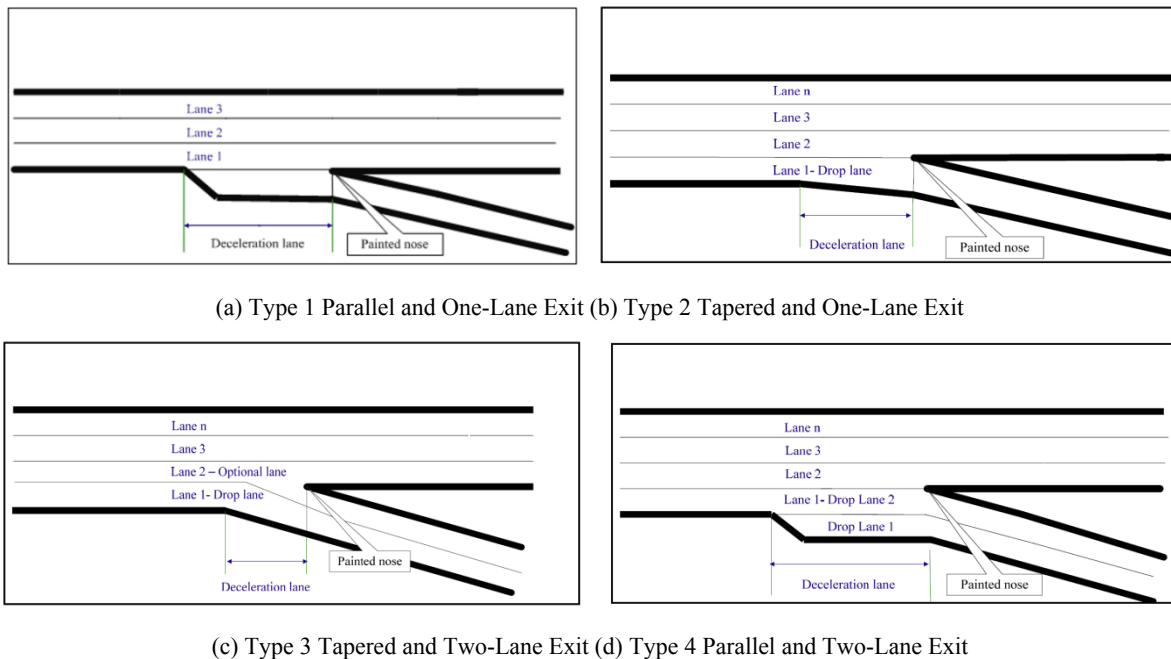 Lane 3
Lane 2
Lane 1
Deceleration lane
Painted nose
Lane n
Lane 3
Lane 2
Lane 1- Drop lane
Deceleration lane
Painted nose
(a) Type 1 Parallel and One-Lane Exit (b) Type 2 Tapered and One-Lane Exit
Lane n
Lane 3
Lane 2 – Optional lane
Lane 1- Drop lane
Painted nose
Deceleration lane
Lane n
Lane 3
Lane 2
Lane 1- Drop Lane 2
Drop Lane 1
Deceleration lane
Painted nose
(c) Type 3 Tapered and Two-Lane Exit (d) Type 4 Parallel and Two-Lane Exit